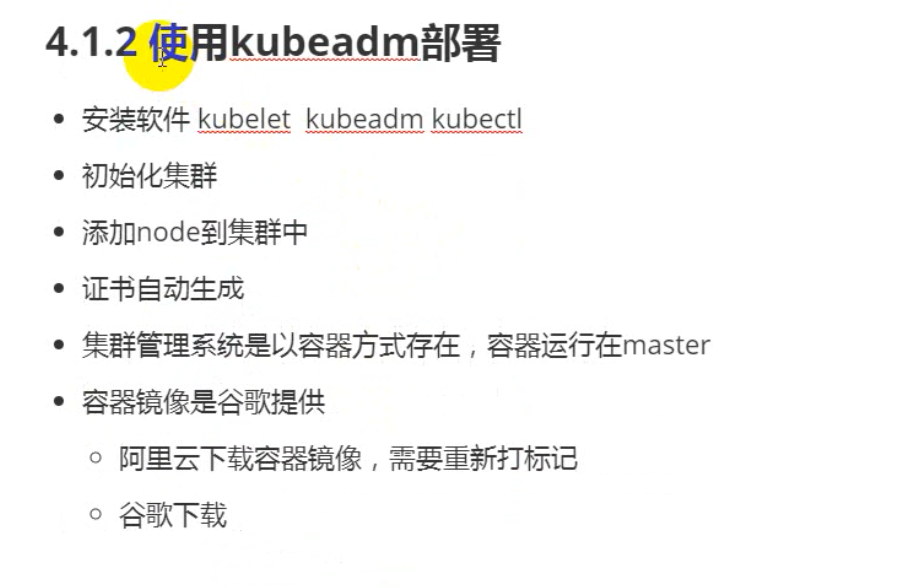 4.1.2 使用kubeadm部署
安装软件 kubelet kubeadm kubectl
初始化集群
添加node到集群中
证书自动生成
集群管理系统是以容器方式存在，容器运行在master
容器镜像是谷歌提供
阿里云下载容器镜像，需要重新打标记
谷歌下载